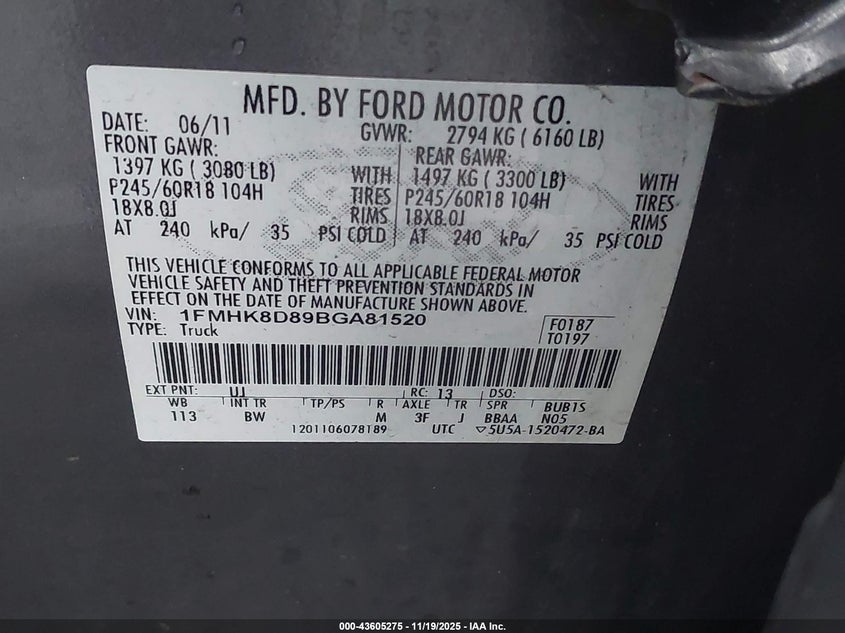 MFD. BY FORD MOTOR CO.
DATE: 06/11 GVWR: 2794 KG ( 6160 LB)
FRONT GAWR: REAR GAWR:
1397 KG ( 3080 LB) WITH 1497 KG ( 3300 LB) WITH
P245/60R18 104H TIRES P245/60R18 104H TIRES
18X8.0J RIMS 18X8.0J RIMS
AT 240 kPa/ 35 PSI COLD AT 240 kPa/ 35 PSI COLD
THIS VEHICLE CONFORMS TO ALL APPLICABLE FEDERAL MOTOR
VEHICLE SAFETY AND THEFT PREVENTION STANDARDS IN
EFFECT ON THE DATE OF MANUFACTURE SHOWN ABOVE.
VIN: 1FMHK8D89BGA81520 F0187
TYPE: Truck T0197
EXT PNT: UJ RC: 13 DSO:
WB INT TR TP/PS R AXLE TR SPR BUB1S
113 BW M 3F J BBAA N05
1201106078189 UTC ▽5U5A-1520472-BA
000-43605275 - 11/19/2025 - IAA Inc.